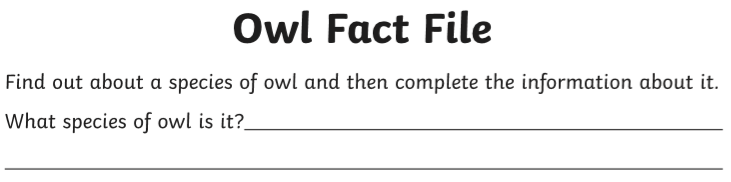 Owl Fact File
Find out about a species of owl and then complete the information about it.
What species of owl is it?